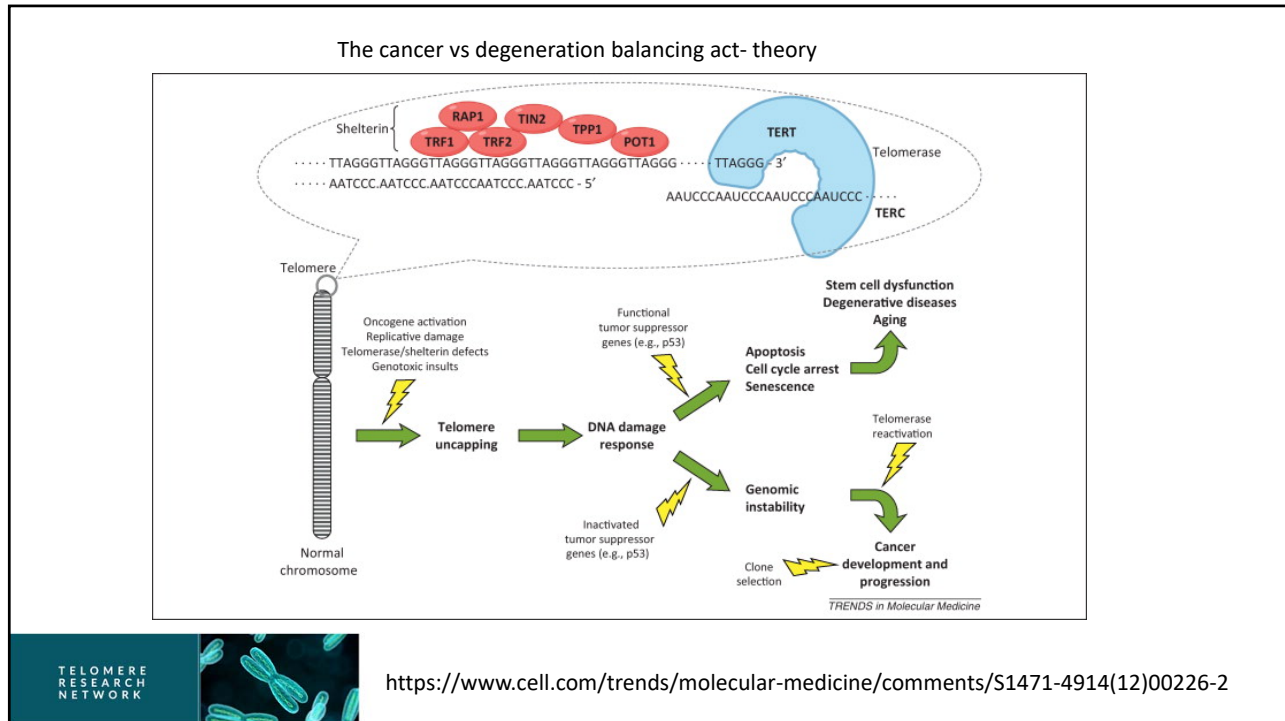 The cancer vs degeneration balancing act- theory
Shelterin
RAP1
TIN2
TPP1
TRF1
TRF2
POT1
TERT
Telomerase
····· TTAGGGTTAGGGTTAGGGTTAGGGTTAGGGTTAGGGTTAGGG ····· TTAGGG - 3′
····· AATCCC.AATCCC.AATCCCAATCCC.AATCCC - 5′
AAUCCCAAUCCCAAUCCCAAUCCC ·····
TERC
Telomere
Oncogene activation
Replicative damage
Telomerase/shelterin defects
Genotoxic insults
Functional
tumor suppressor
genes (e.g., p53)
Stem cell dysfunction
Degenerative diseases
Aging
Apoptosis
Cell cycle arrest
Senescence
Telomere
uncapping
DNA damage
response
Telomerase
reactivation
Genomic
instability
Inactivated
tumor suppressor
genes (e.g., p53)
Normal
chromosome
Clone
selection
Cancer
development and
progression
TRENDS in Molecular Medicine
TELOMERE
RESEARCH
NETWORK
https://www.cell.com/trends/molecular-medicine/comments/S1471-4914(12)00226-2